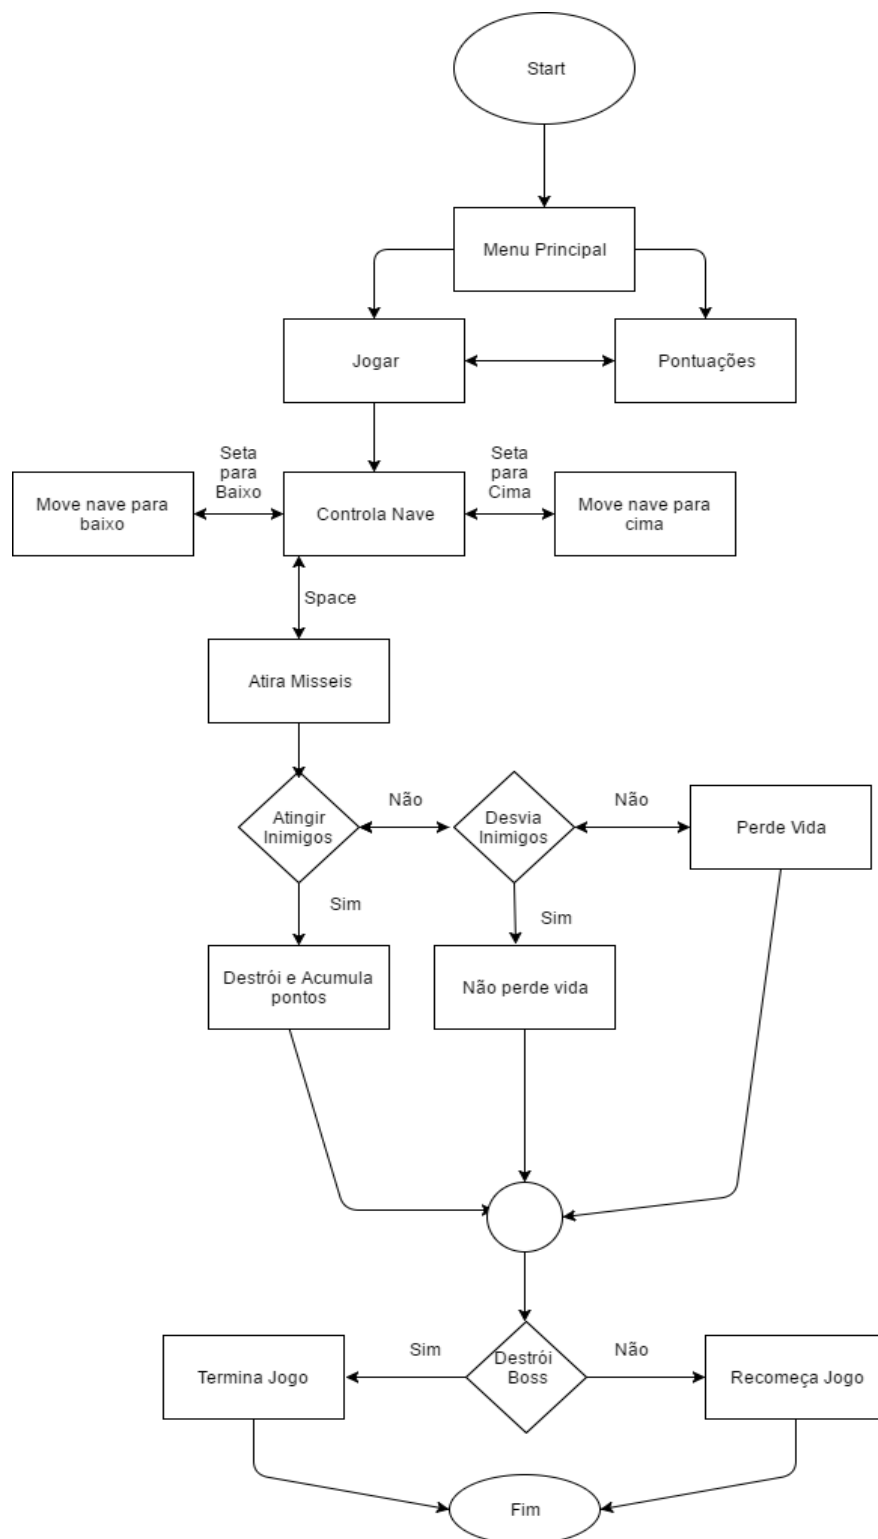 Start
Menu Principal
Jogar
Pontuações
Seta
para
Baixo
Seta
para
Cima
Move nave para
baixo
Controla Nave
Move nave para
cima
Space
Atira Misseis
Não
Não
Atingir
Inimigos
Desvia
Inimigos
Perde Vida
Sim
Sim
Destrói e Acumula
pontos
Não perde vida
Sim
Não
Destrói
Boss
Termina Jogo
Recomeça Jogo
Fim